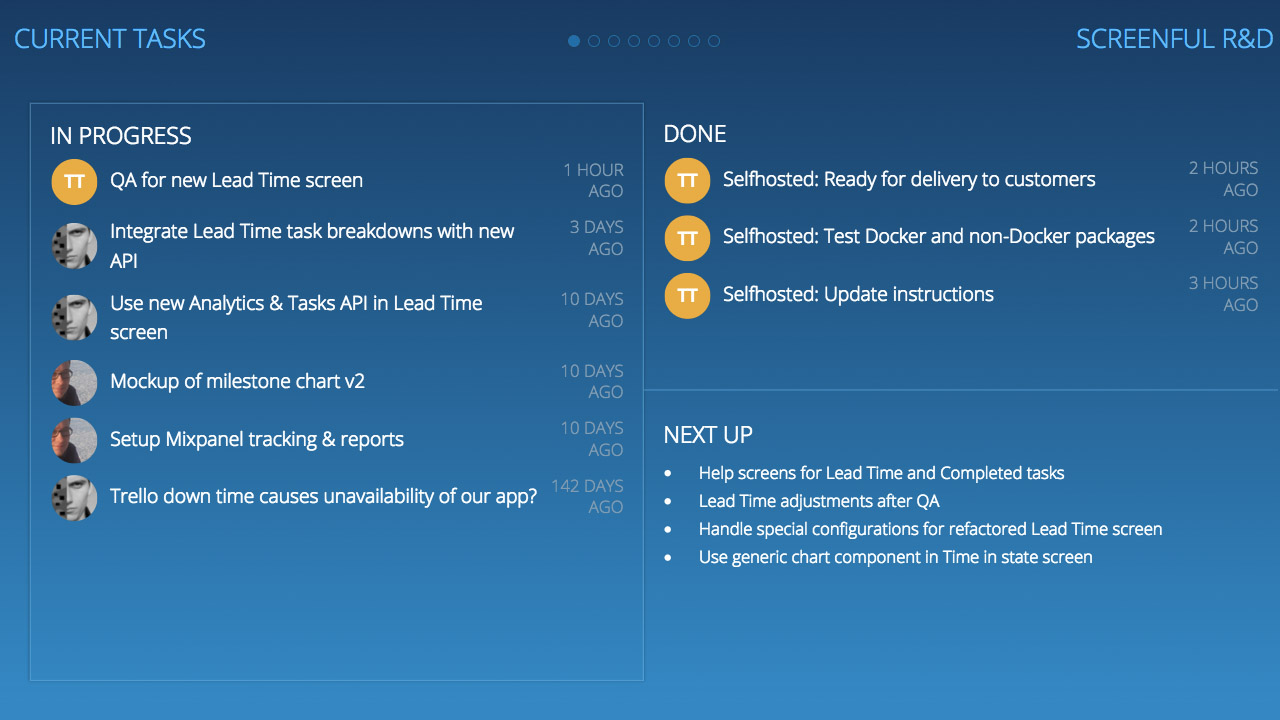 CURRENT TASKS
SCREENFUL R&D
IN PROGRESS
TT QA for new Lead Time screen 1 HOUR
AGO
Integrate Lead Time task breakdowns with new 3 DAYS
API AGO
Use new Analytics & Tasks API in Lead Time 10 DAYS
screen AGO
Mockup of milestone chart v2 10 DAYS
AGO
Setup Mixpanel tracking & reports 10 DAYS
AGO
Trello down time causes unavailability of our app? 142 DAYS
AGO
DONE
TT Selfhosted: Ready for delivery to customers 2 HOURS
AGO
TT Selfhosted: Test Docker and non-Docker packages 2 HOURS
AGO
TT Selfhosted: Update instructions 3 HOURS
AGO
NEXT UP
• Help screens for Lead Time and Completed tasks
• Lead Time adjustments after QA
• Handle special configurations for refactored Lead Time screen
• Use generic chart component in Time in state screen